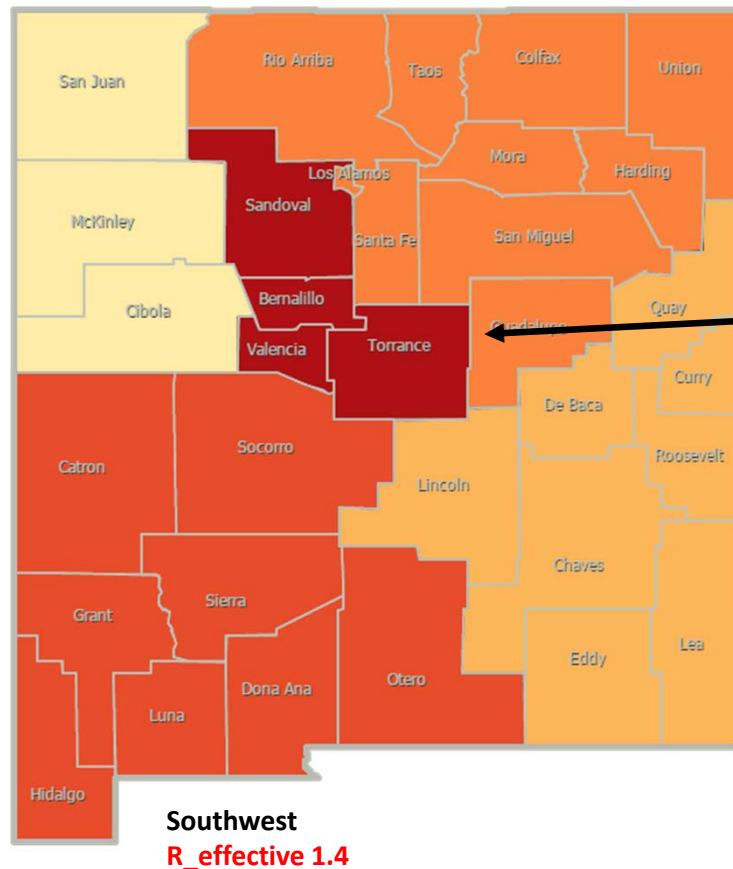 San Juan
Rio Arriba
Taos
Colfax
Union
Mora
Harding
Los Alamos
Sandoval
McKinley
Santa Fe
San Miguel
Bernalillo
Cibola
Quay
Guadalupe
Valencia
Torrance
Curry
De Baca
Socorro
Roosevelt
Catron
Lincoln
Chaves
Sierra
Grant
Lea
Eddy
Otero
Dona Ana
Luna
Hidalgo
Southwest
R_effective 1.4